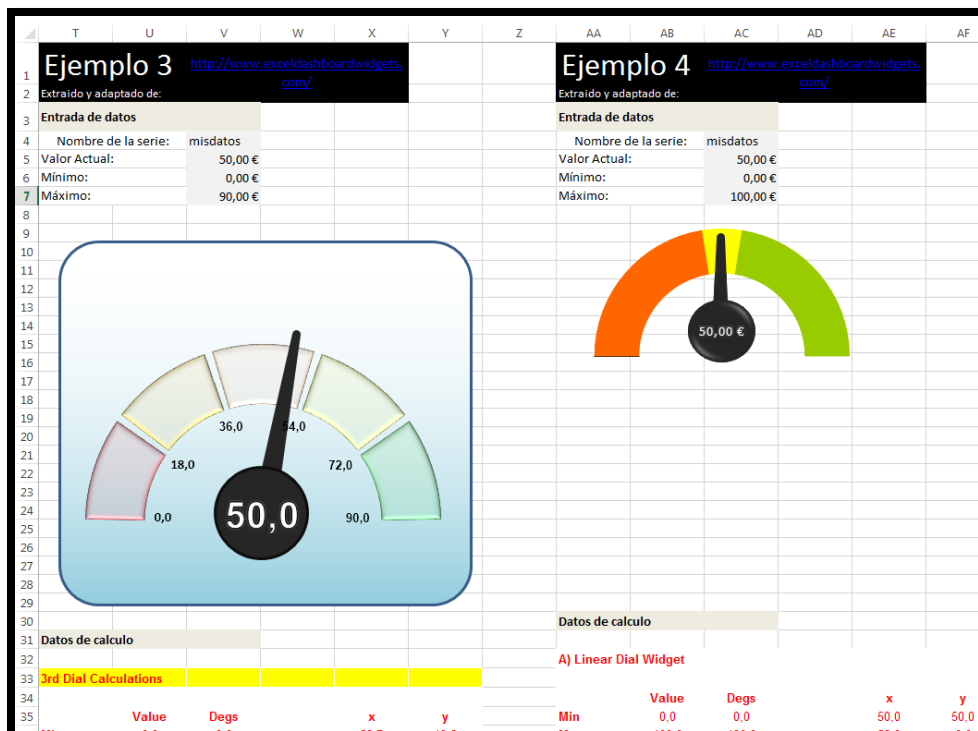 T U V W X Y Z AA AB AC AD AE AF
1 Ejemplo 3 http://www.exceldashboardwidgets. Ejemplo 4 http://www.exceldashboardwidgets.
com/ com/
2 Extraido y adaptado de: Extraido y adaptado de:
3 Entrada de datos Entrada de datos
4 Nombre de la serie: misdatos Nombre de la serie: misdatos
5 Valor Actual: 50,00 € Valor Actual: 50,00 €
6 Mínimo: 0,00 € Mínimo: 0,00 €
7 Máximo: 90,00 € Máximo: 100,00 €
8
9
10
11
12
13
14 50,00 €
15
16
17
18
19
20 36,0 54,0
21
22 18,0 72,0
23
24 50,0
25 0,0 90,0
26
27
28
29
30 Datos de calculo
31 Datos de calculo
32 A) Linear Dial Widget
33 3rd Dial Calculations
34 Value Degs x y
35 Value Degs x y Min 0,0 0,0 50,0 50,0